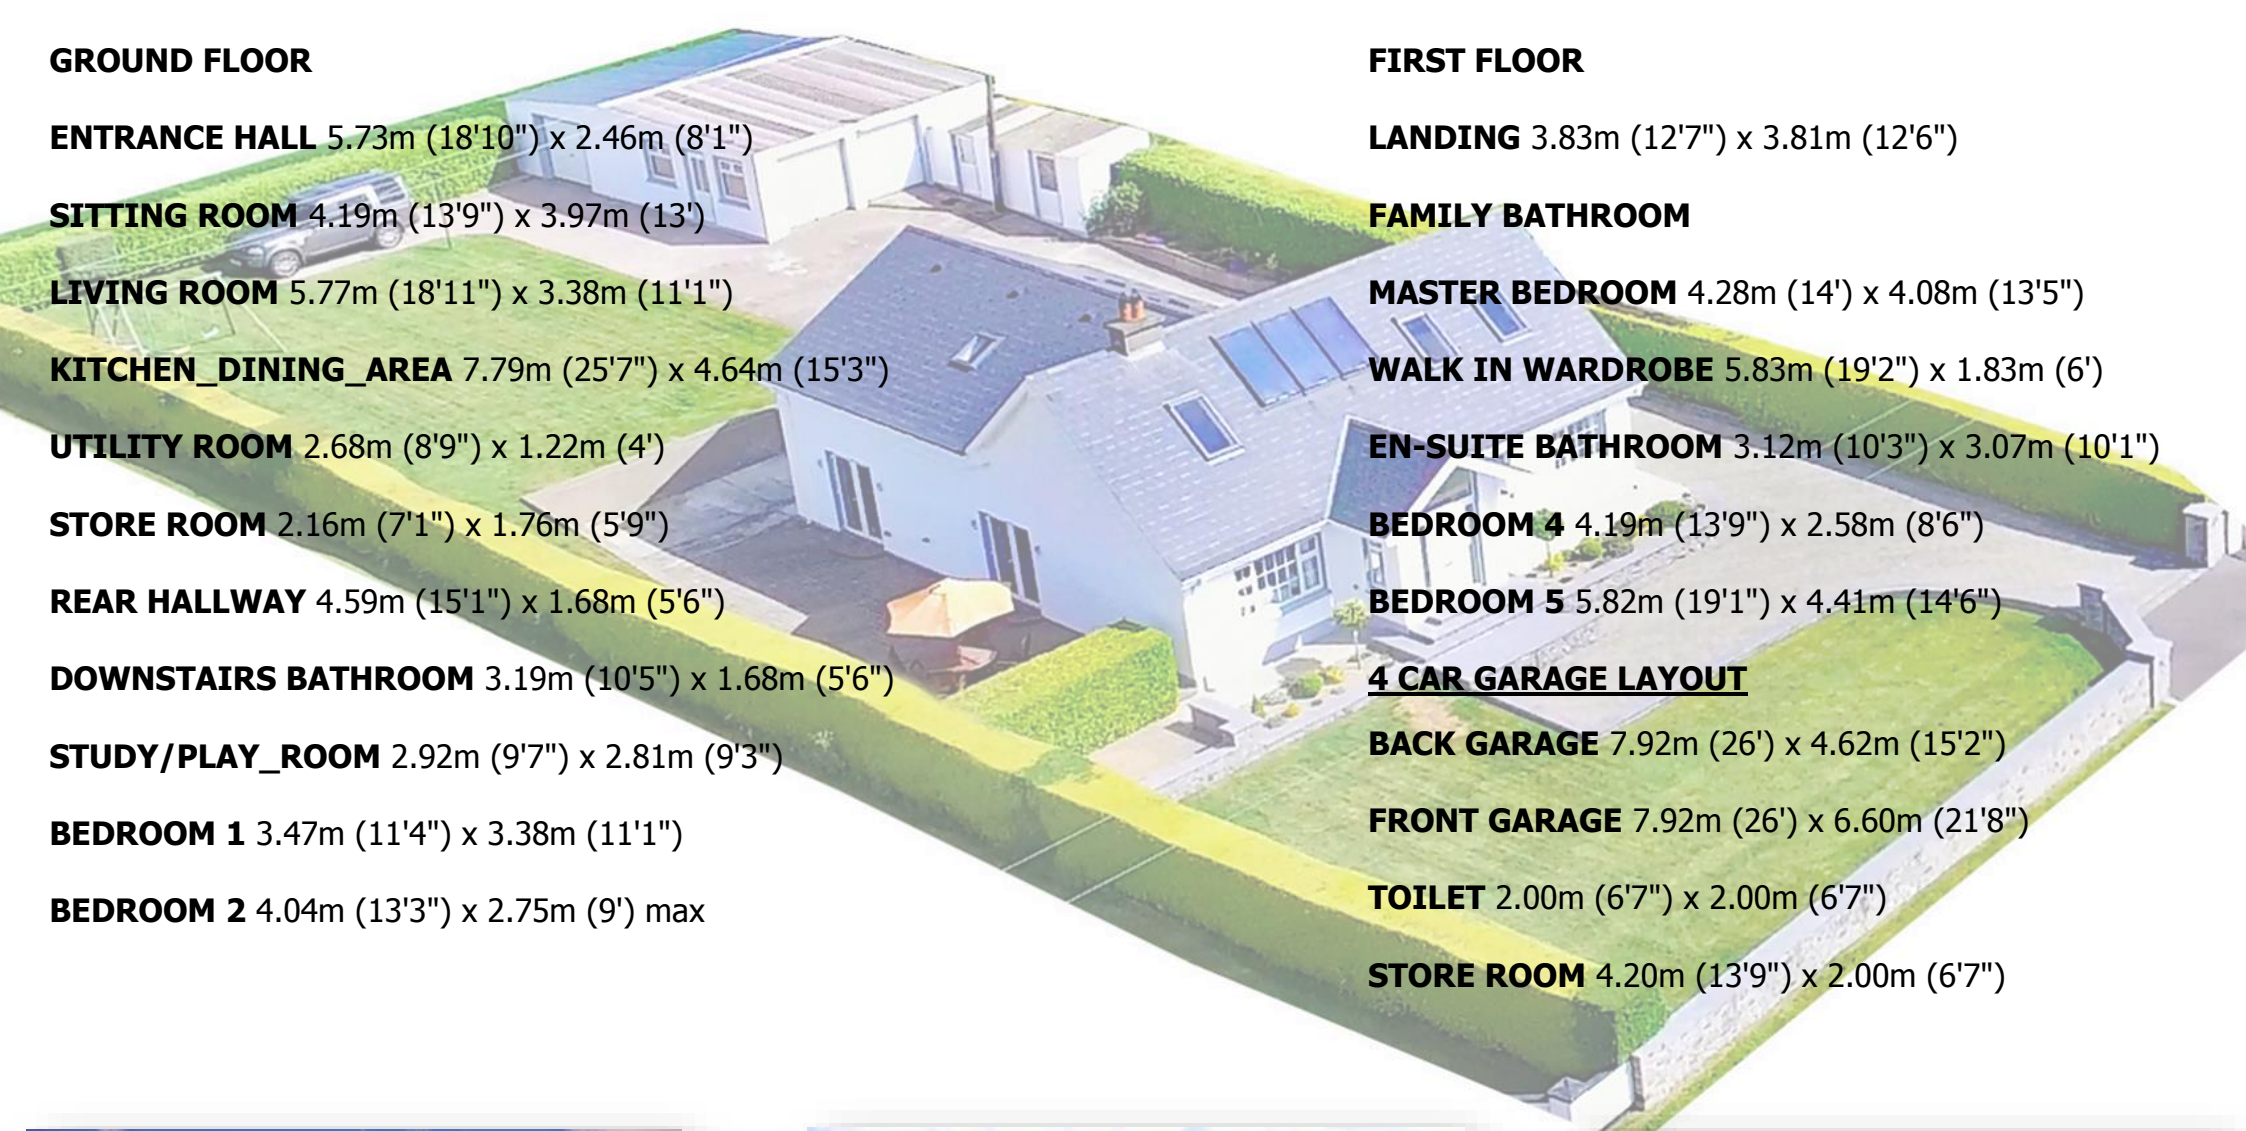 GROUND FLOOR
ENTRANCE HALL 5.73m (18'10") x 2.46m (8'1")
SITTING ROOM 4.19m (13'9") x 3.97m (13')
LIVING ROOM 5.77m (18'11") x 3.38m (11'1")
KITCHEN_DINING_AREA 7.79m (25'7") x 4.64m (15'3")
UTILITY ROOM 2.68m (8'9") x 1.22m (4')
STORE ROOM 2.16m (7'1") x 1.76m (5'9")
REAR HALLWAY 4.59m (15'1") x 1.68m (5'6")
DOWNSTAIRS BATHROOM 3.19m (10'5") x 1.68m (5'6")
STUDY/PLAY_ROOM 2.92m (9'7") x 2.81m (9'3")
BEDROOM 1 3.47m (11'4") x 3.38m (11'1")
BEDROOM 2 4.04m (13'3") x 2.75m (9') max
FIRST FLOOR
LANDING 3.83m (12'7") x 3.81m (12'6")
FAMILY BATHROOM
MASTER BEDROOM 4.28m (14') x 4.08m (13'5")
WALK IN WARDROBE 5.83m (19'2") x 1.83m (6')
EN-SUITE BATHROOM 3.12m (10'3") x 3.07m (10'1")
BEDROOM 4 4.19m (13'9") x 2.58m (8'6")
BEDROOM 5 5.82m (19'1") x 4.41m (14'6")
4 CAR GARAGE LAYOUT
BACK GARAGE 7.92m (26') x 4.62m (15'2")
FRONT GARAGE 7.92m (26') x 6.60m (21'8")
TOILET 2.00m (6'7") x 2.00m (6'7")
STORE ROOM 4.20m (13'9") x 2.00m (6'7")